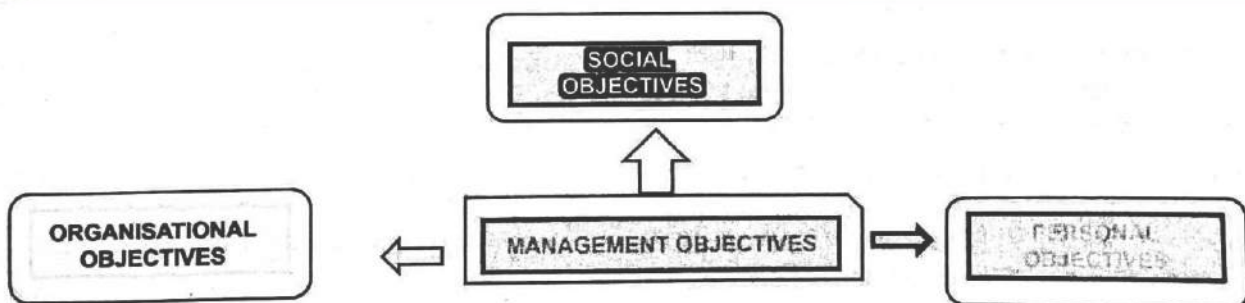 SOCIAL
OBJECTIVES
ORGANISATIONAL
OBJECTIVES
MANAGEMENT OBJECTIVES
PERSONAL
OBJECTIVES